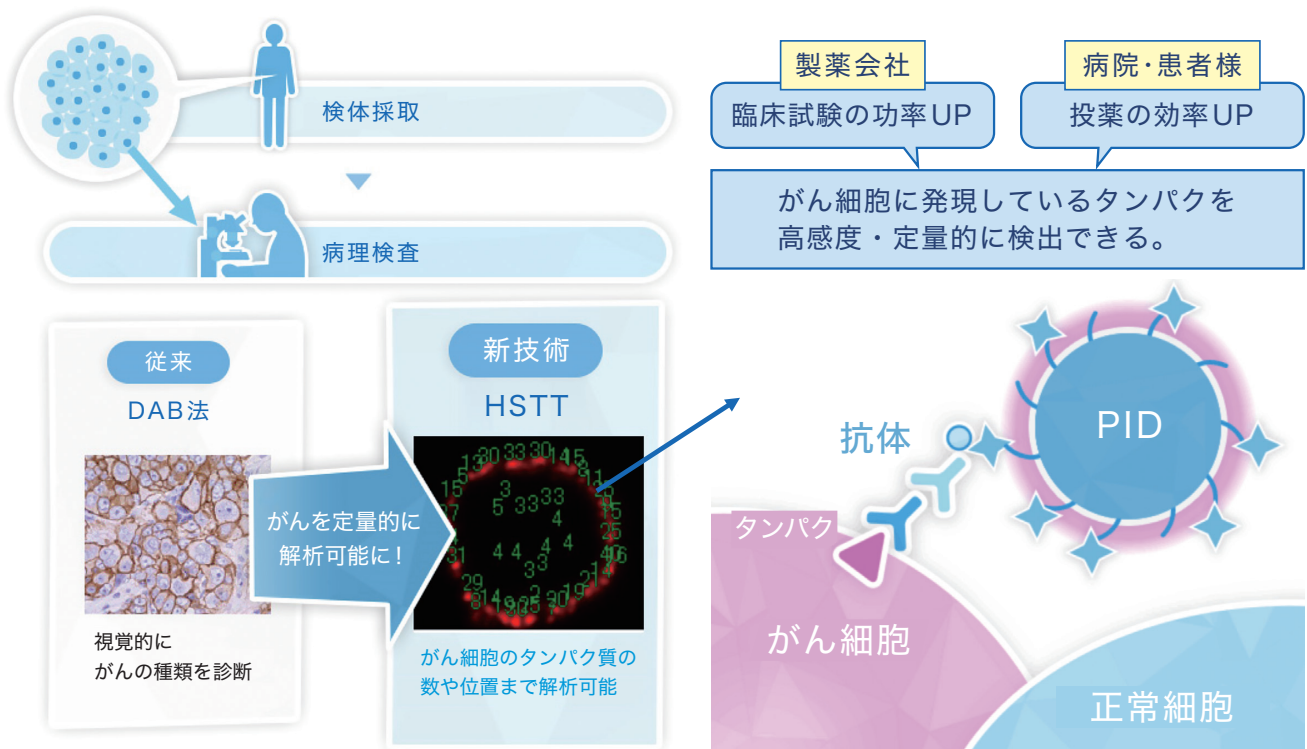 検体採取
病理検査
従来
DAB法
視覚的に
がんの種類を診断
がんを定量的に
解析可能に!
新技術
HSTT
がん細胞のタンパク質の
数や位置まで解析可能
製薬会社
臨床試験の功率UP
病院・患者様
投薬の効率UP
がん細胞に発現しているタンパクを
高感度・定量的に検出できる。
PID
抗体
タンパク
がん細胞
正常細胞